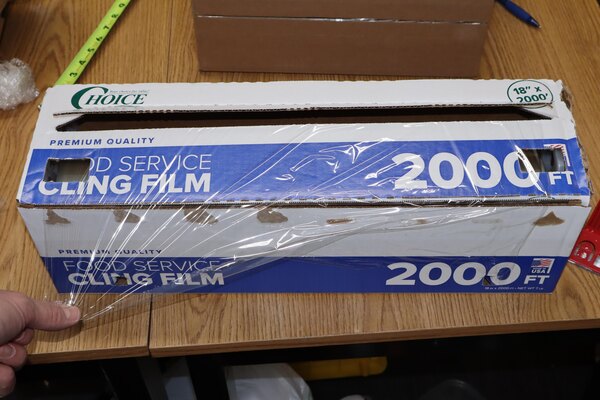 CHOICE
18" x
2000'
PREMIUM QUALITY
FOOD SERVICE
CLING FILM
2000 FT
PREMIUM QUALITY
FOOD SERVICE
CLING FILM
2000 FT
USA